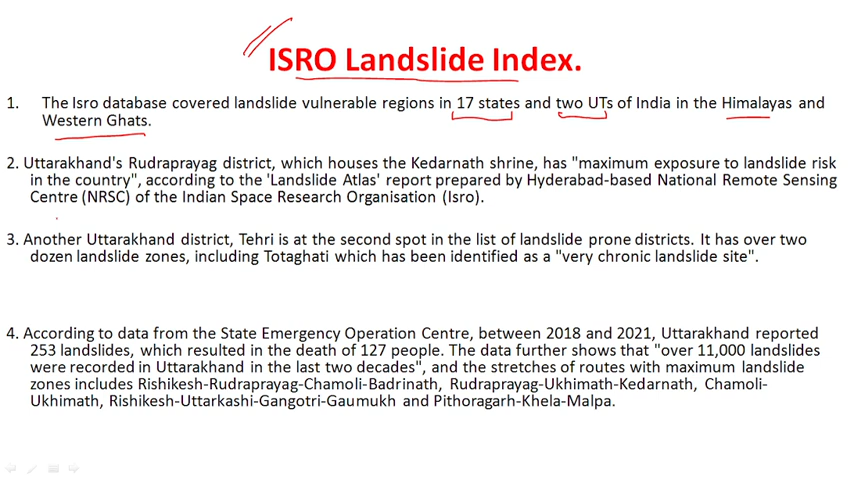 ISRO Landslide Index.
1. The Isro database covered landslide vulnerable regions in 17 states and two UTs of India in the Himalayas and
Western Ghats.
2. Uttarakhand's Rudraprayag district, which houses the Kedarnath shrine, has "maximum exposure to landslide risk
in the country", according to the 'Landslide Atlas' report prepared by Hyderabad-based National Remote Sensing
Centre (NRSC) of the Indian Space Research Organisation (Isro).
3. Another Uttarakhand district, Tehri is at the second spot in the list of landslide prone districts. It has over two
dozen landslide zones, including Totaghati which has been identified as a "very chronic landslide site".
4. According to data from the State Emergency Operation Centre, between 2018 and 2021, Uttarakhand reported
253 landslides, which resulted in the death of 127 people. The data further shows that "over 11,000 landslides
were recorded in Uttarakhand in the last two decades", and the stretches of routes with maximum landslide
zones includes Rishikesh-Rudraprayag-Chamoli-Badrinath, Rudraprayag-Ukhimath-Kedarnath, Chamoli-
Ukhimath, Rishikesh-Uttarkashi-Gangotri-Gaumukh and Pithoragarh-Khela-Malpa.